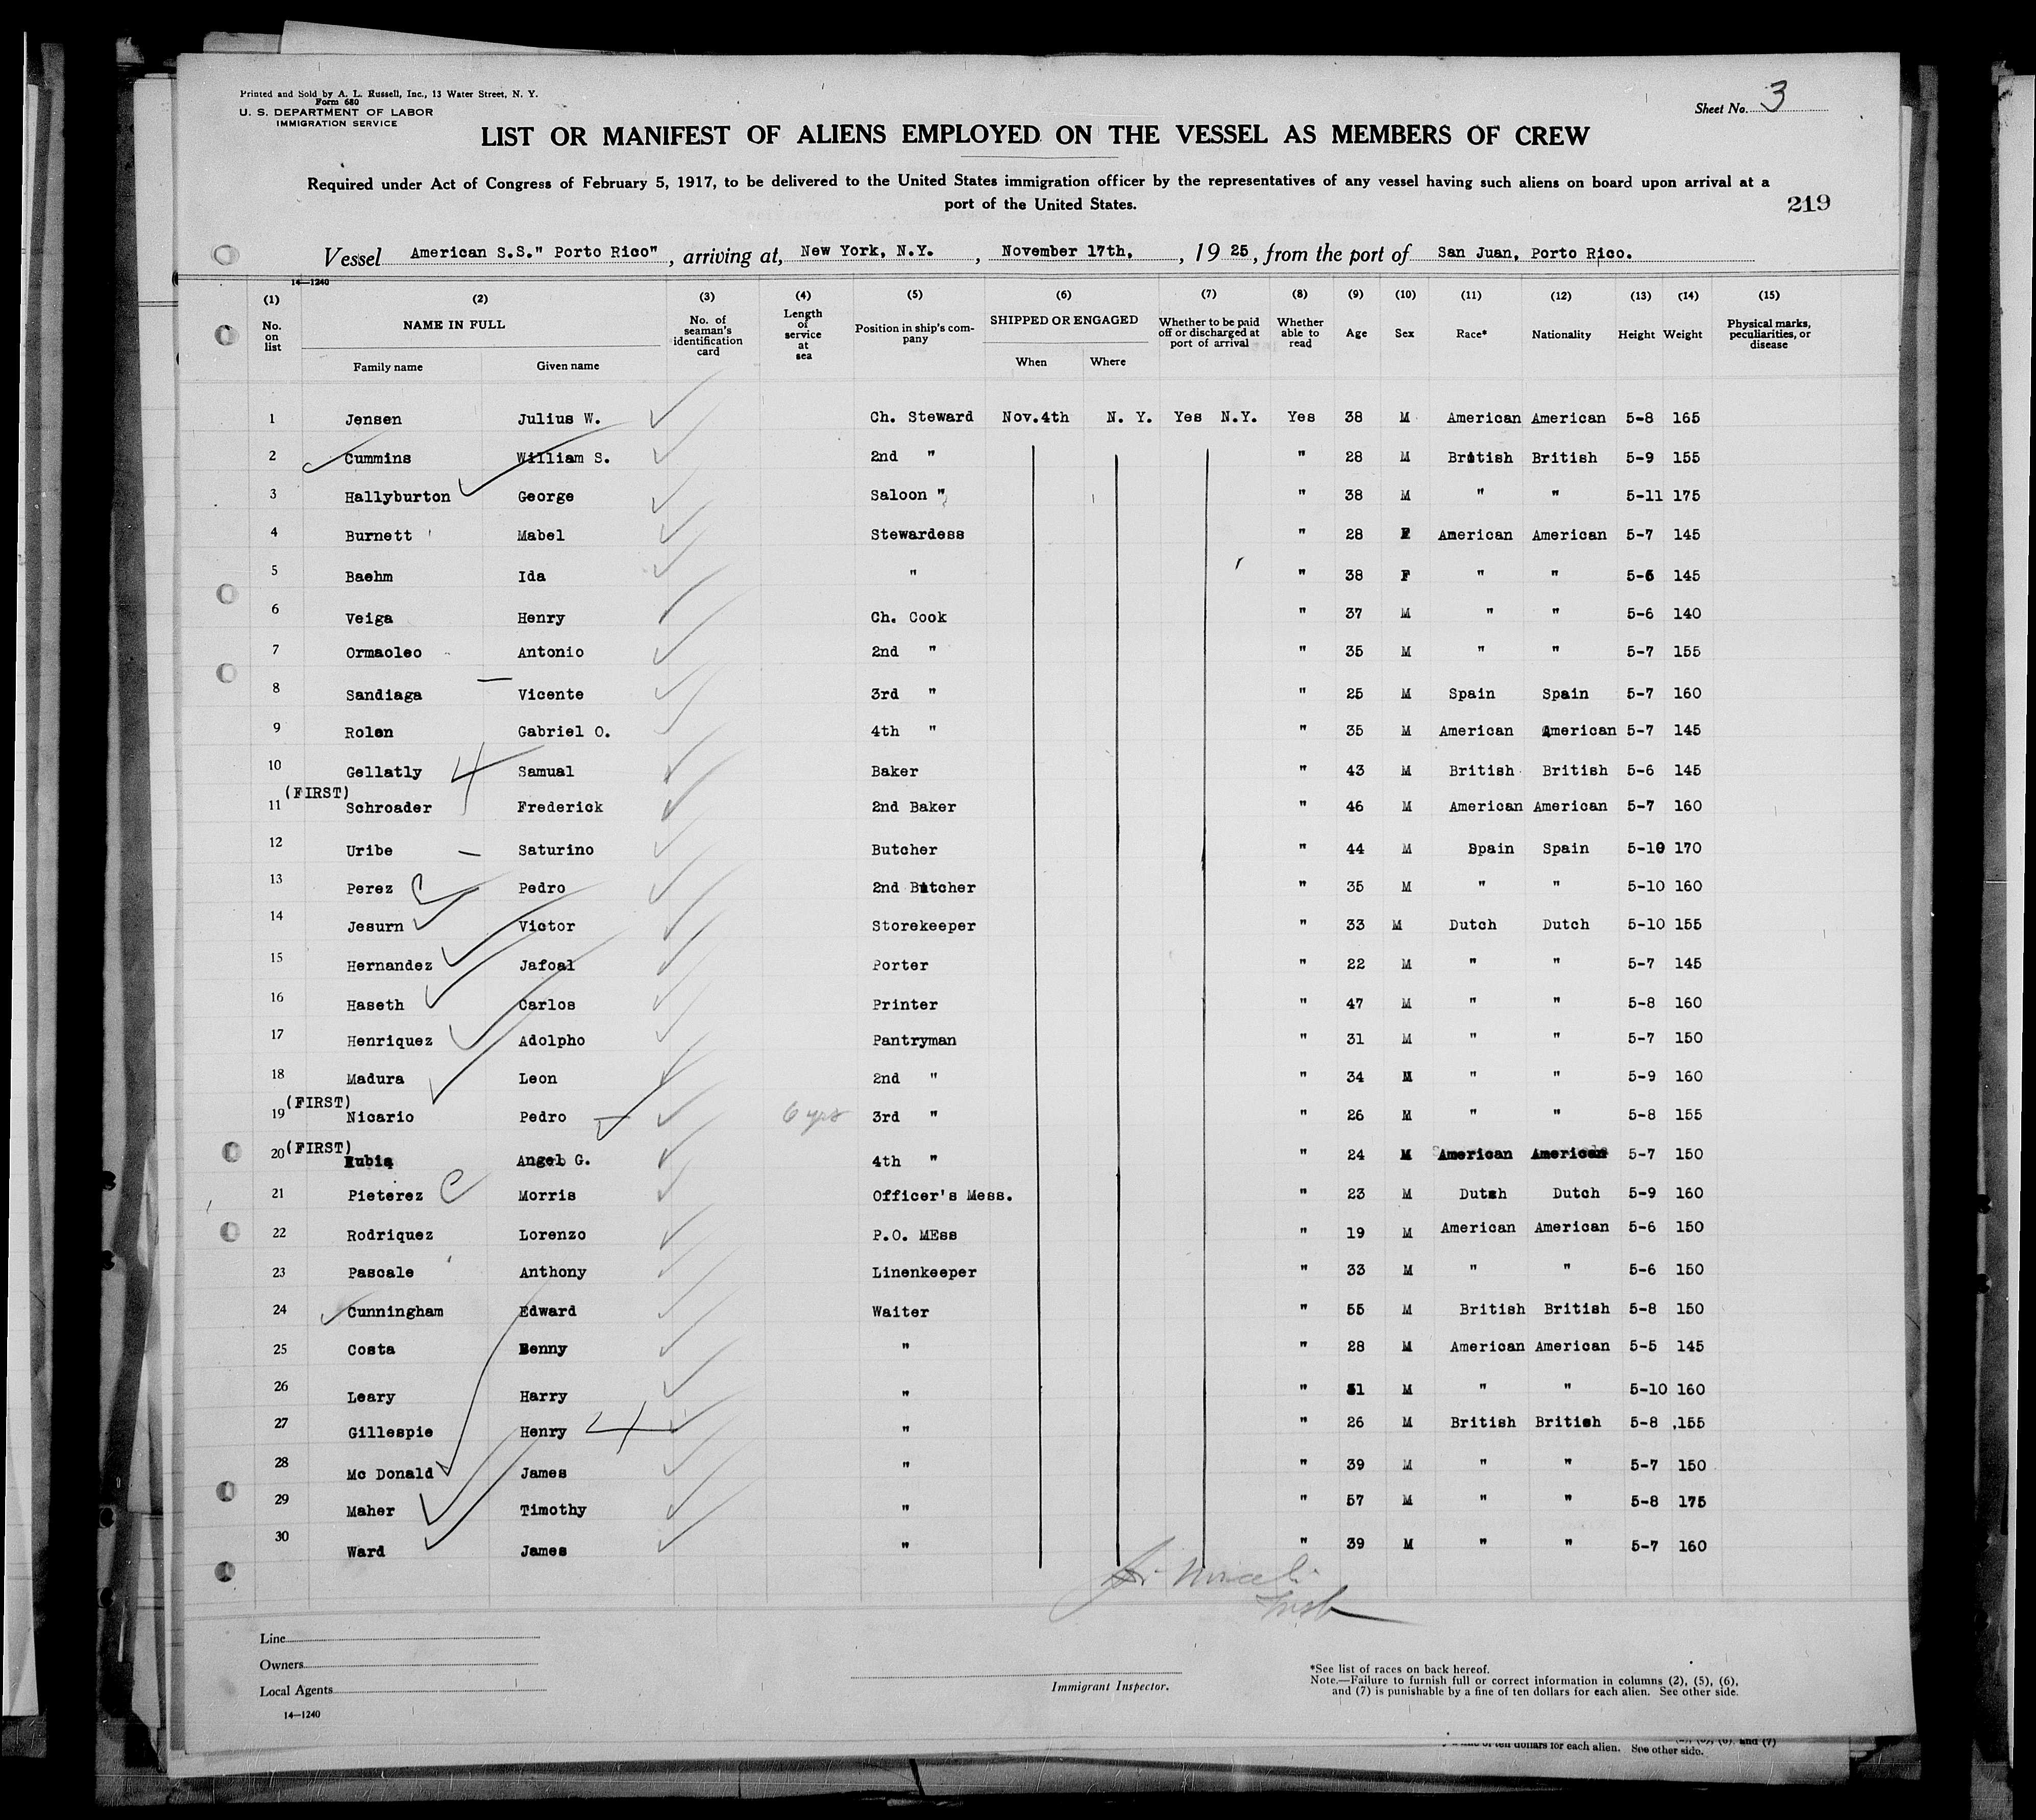 Printed and Sold by A. L. Russell, Inc., 13 Water Street, N. Y.
Form 680
U. S. DEPARTMENT OF LABOR
IMMIGRATION SERVICE
Sheet No. 3
LIST OR MANIFEST OF ALIENS EMPLOYED ON THE VESSEL AS MEMBERS OF CREW
Required under Act of Congress of February 5, 1917, to be delivered to the United States immigration officer by the representatives of any vessel having such aliens on board upon arrival at a
port of the United States.
219
Vessel American S.S." Porto Rico" , arriving at, New York, N.Y. , November 17th, , 19 25 , from the port of San Juan, Porto Rico.
14—1240
(1) (2) (3) (4) (5) (6) (7) (8) (9) (10) (11) (12) (13) (14) (15)
No. on list NAME IN FULL Family name Given name No. of seaman's identification card Length of service at sea Position in ship's company SHIPPED OR ENGAGED When Where Whether to be paid off or discharged at port of arrival Whether able to read Age Sex Race* Nationality Height Weight Physical marks, peculiarities, or disease
1 Jensen Julius W. Ch. Steward Nov.4th N. Y. Yes N.Y. Yes 38 M American American 5-8 165
2 Cummins William S. 2nd " " 28 M British British 5-9 155
3 Hallyburton George Saloon " " 38 M " " 5-11 175
4 Burnett Mabel Stewardess " 28 F American American 5-7 145
5 Baehm Ida " " 38 F " " 5-6 145
6 Veiga Henry Ch. Cook " 37 M " " 5-6 140
7 Ormaoleo Antonio 2nd " " 35 M " " 5-7 155
8 Sandiaga Vicente 3rd " " 25 M Spain Spain 5-7 160
9 Rolen Gabriel O. 4th " " 35 M American American 5-7 145
10 Gellatly Samual Baker " 43 M British British 5-6 145
11 (FIRST) Schroader Frederick 2nd Baker " 46 M American American 5-7 160
12 Uribe Saturino Butcher " 44 M Spain Spain 5-10 170
13 Perez Pedro 2nd Butcher " 35 M " " 5-10 160
14 Jesurn Victor Storekeeper " 33 M Dutch Dutch 5-10 155
15 Hernandez Jafoal Porter " 22 M " " 5-7 145
16 Haseth Carlos Printer " 47 M " " 5-8 160
17 Henriquez Adolpho Pantryman " 31 M " " 5-7 150
18 Madura Leon 2nd " " 34 M " " 5-9 160
19 (FIRST) Nicario Pedro 6 yrs 3rd " " 26 M " " 5-8 155
20 (FIRST) Rubia Angel G. 4th " " 24 M American American 5-7 150
21 Pieterez Morris Officer's Mess. " 23 M Dutch Dutch 5-9 160
22 Rodriquez Lorenzo P.O. MEss " 19 M American American 5-6 150
23 Pascale Anthony Linenkeeper " 33 M " " 5-6 150
24 Cunningham Edward Waiter " 55 M British British 5-8 150
25 Costa Benny " " 28 M American American 5-5 145
26 Leary Harry " " 31 M " " 5-10 160
27 Gillespie Henry " " 26 M British British 5-8 155
28 Mc Donald James " " 39 M " " 5-7 150
29 Maher Timothy " " 57 M " " 5-8 175
30 Ward James " " 39 M " " 5-7 160
Line
Owners
Local Agents
14—1240
Immigrant Inspector.
*See list of races on back hereof.
Note.—Failure to furnish full or correct information in columns (2), (5), (6),
and (7) is punishable by a fine of ten dollars for each alien. See other side.
of ten dollars for each alien. See other side.